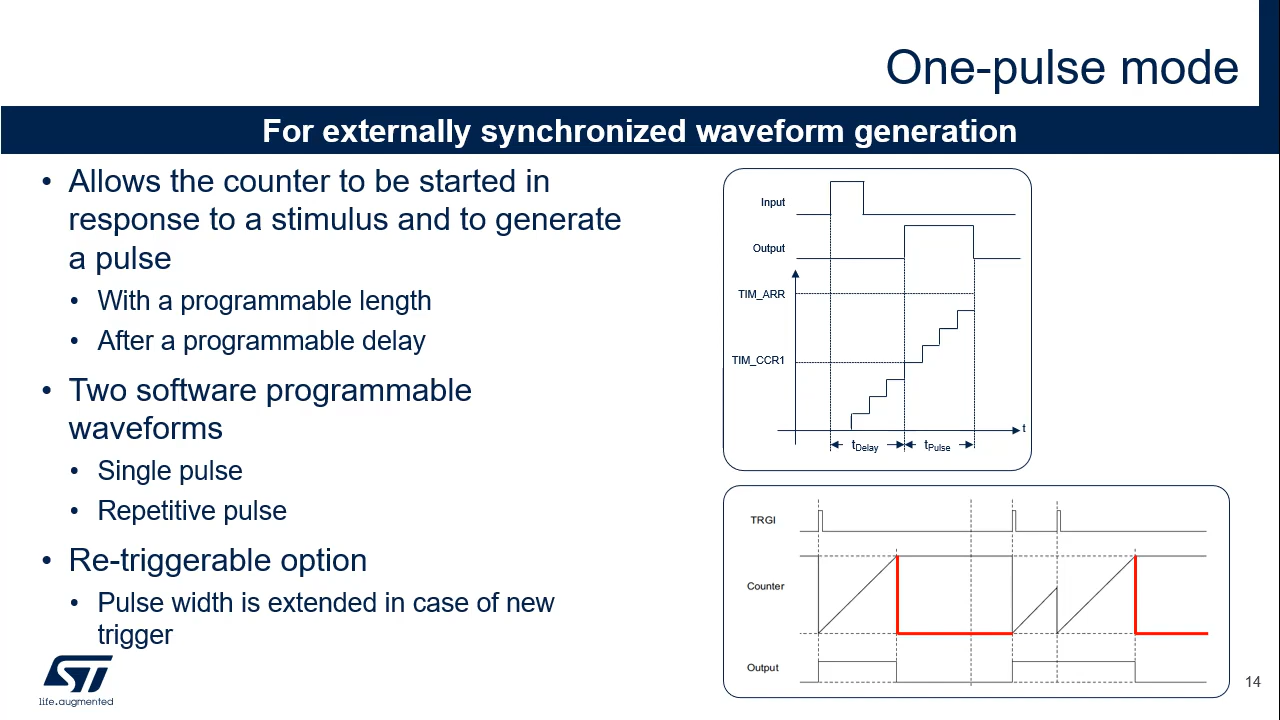 One-pulse mode
For externally synchronized waveform generation
• Allows the counter to be started in
response to a stimulus and to generate
a pulse
• With a programmable length
• After a programmable delay
• Two software programmable
waveforms
• Single pulse
• Repetitive pulse
• Re-triggerable option
• Pulse width is extended in case of new
trigger
Input
Output
TIM_ARR
TIM_CCR1
t
tDelay tPulse
TRGI
Counter
Output
ST
life.augmented
14